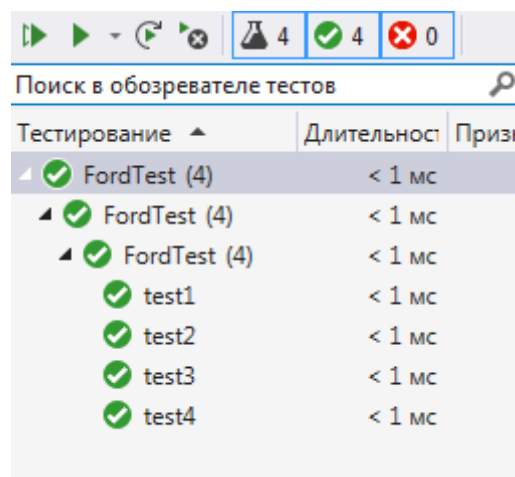 4 4 0
Поиск в обозревателе тестов
Тестирование Длительност Призн
FordTest (4) < 1 мс
FordTest (4) < 1 мс
FordTest (4) < 1 мс
test1 < 1 мс
test2 < 1 мс
test3 < 1 мс
test4 < 1 мс